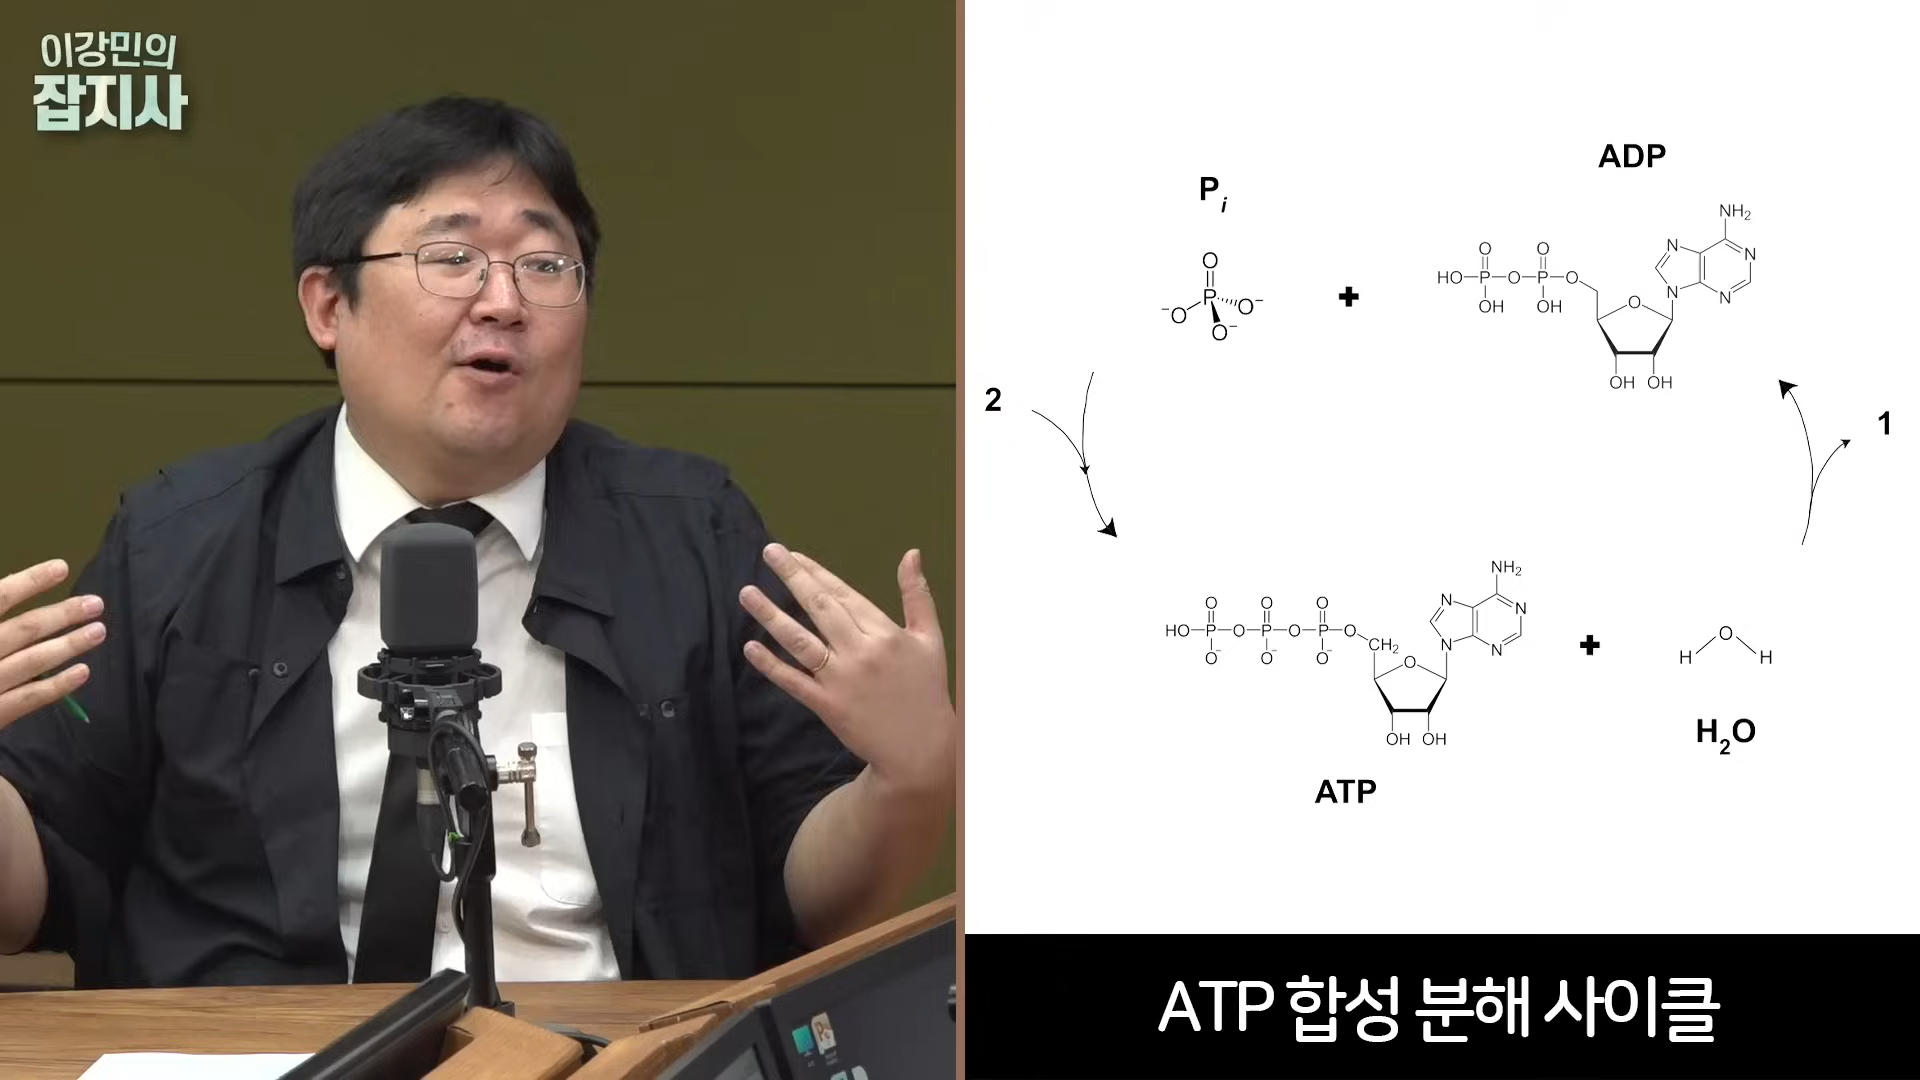 이강민의
잡지사
ADP
Pi
NH2
O O O N N
HO P O P O N N
OH OH O
O
P
-O O-
O-
+
OH OH
2
1
NH2
O O O N N
HO P O P O P O CH2 N N
O- O- O- O
OH OH
+
O
H H
H2O
ATP
ATP 합성 분해 사이클